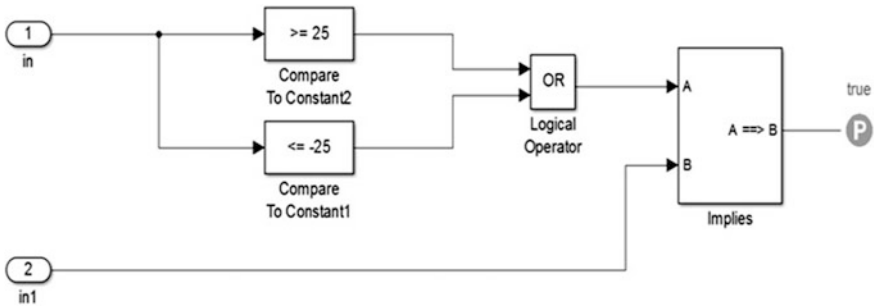 1
in
>= 25
Compare
To Constant2
<= -25
Compare
To Constant1
OR
Logical
Operator
A
B
A ==> B
Implies
true
P
2
in1